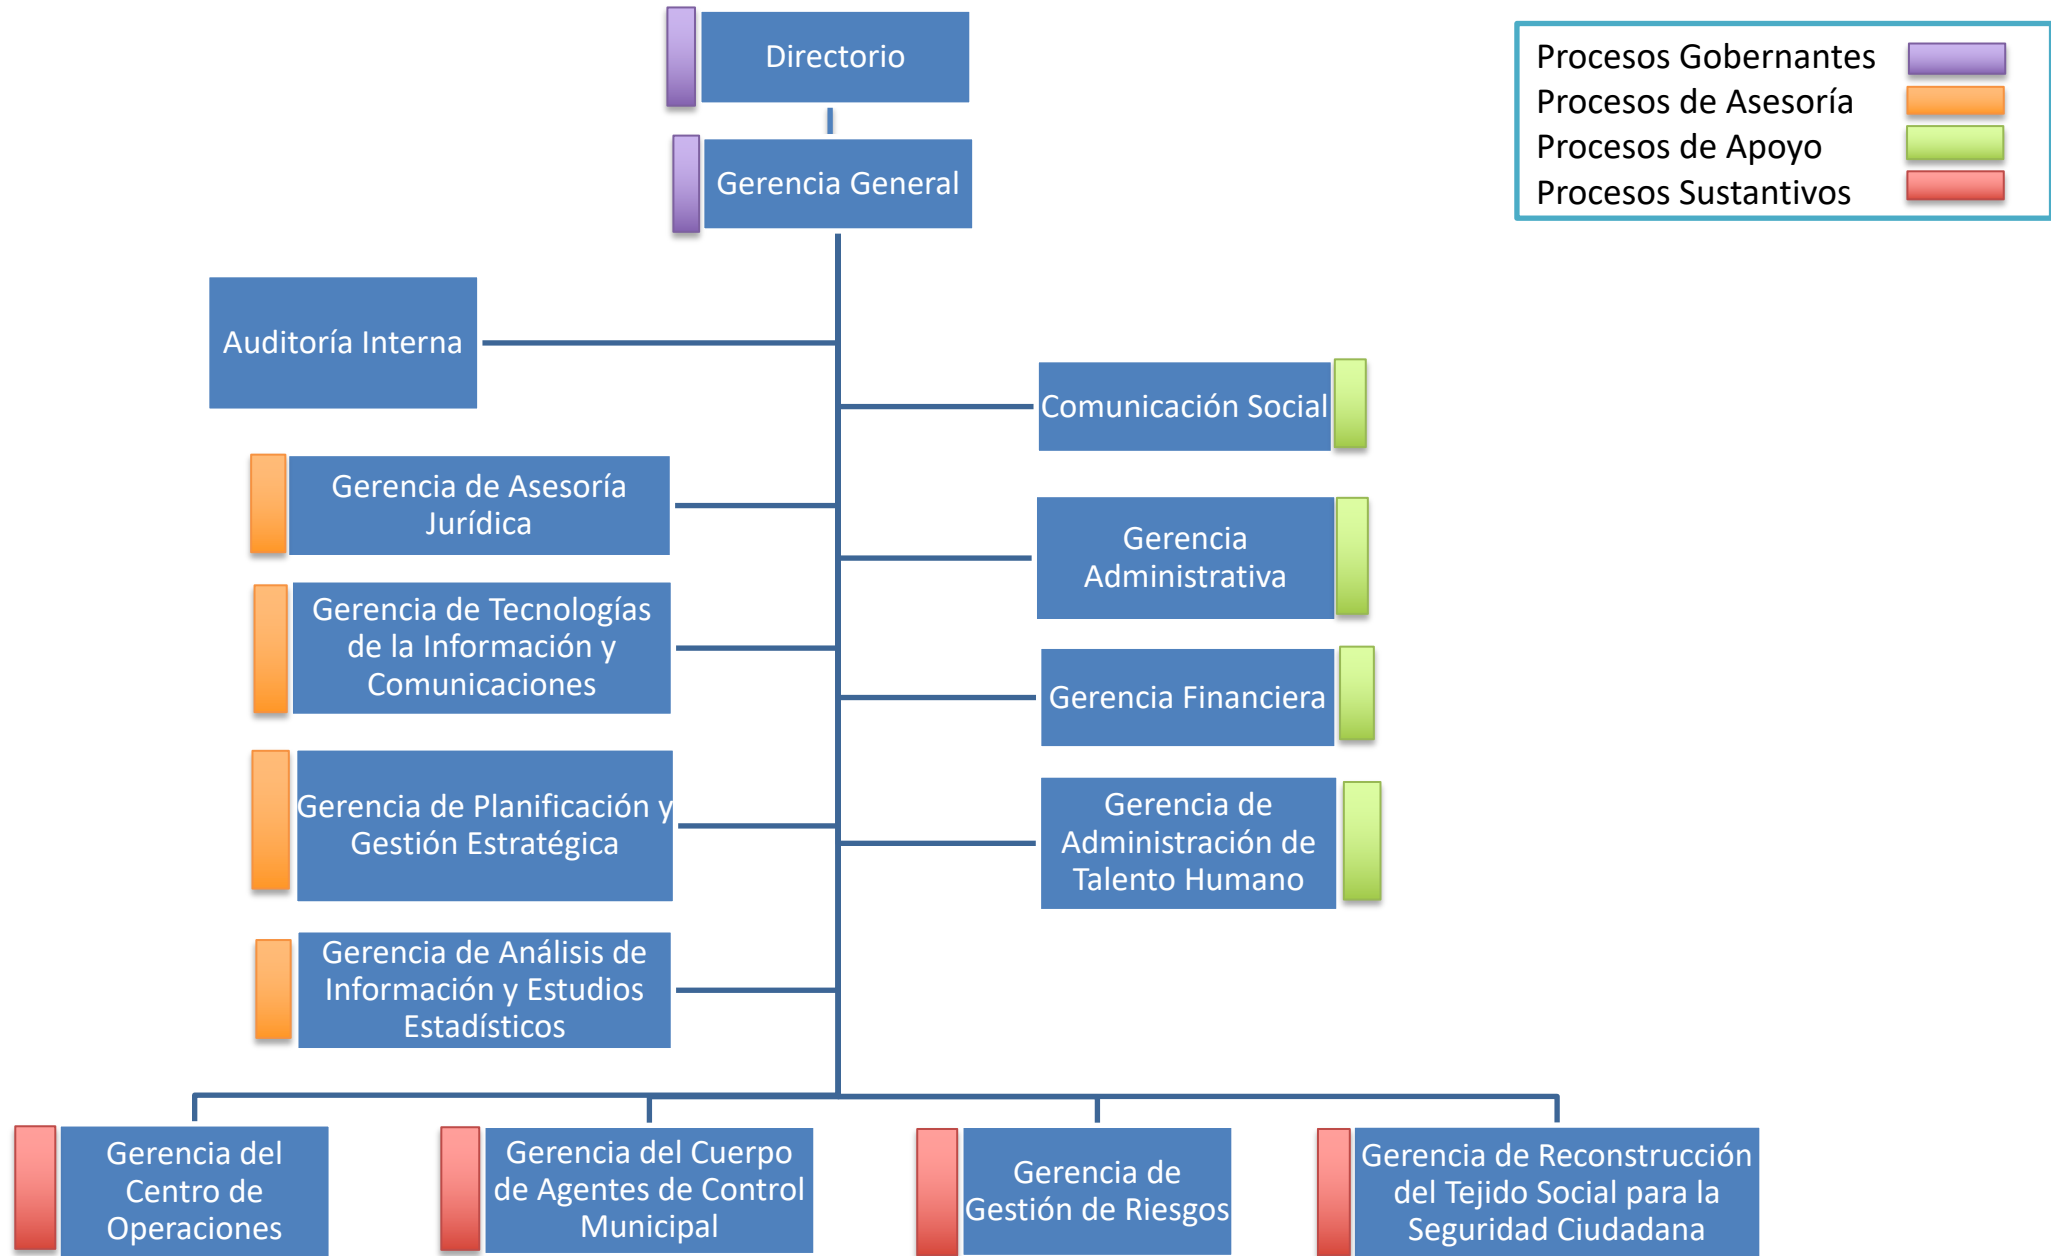 Directorio
Procesos Gobernantes
Procesos de Asesoría
Procesos de Apoyo
Procesos Sustantivos
Gerencia General
Auditoría Interna
Comunicación Social
Gerencia de Asesoría
Jurídica
Gerencia
Administrativa
Gerencia de Tecnologías
de la Información y
Comunicaciones
Gerencia Financiera
Gerencia de Planificación y
Gestión Estratégica
Gerencia de
Administración de
Talento Humano
Gerencia de Análisis de
Información y Estudios
Estadísticos
Gerencia del
Centro de
Operaciones
Gerencia del Cuerpo
de Agentes de Control
Municipal
Gerencia de
Gestión de Riesgos
Gerencia de Reconstrucción
del Tejido Social para la
Seguridad Ciudadana